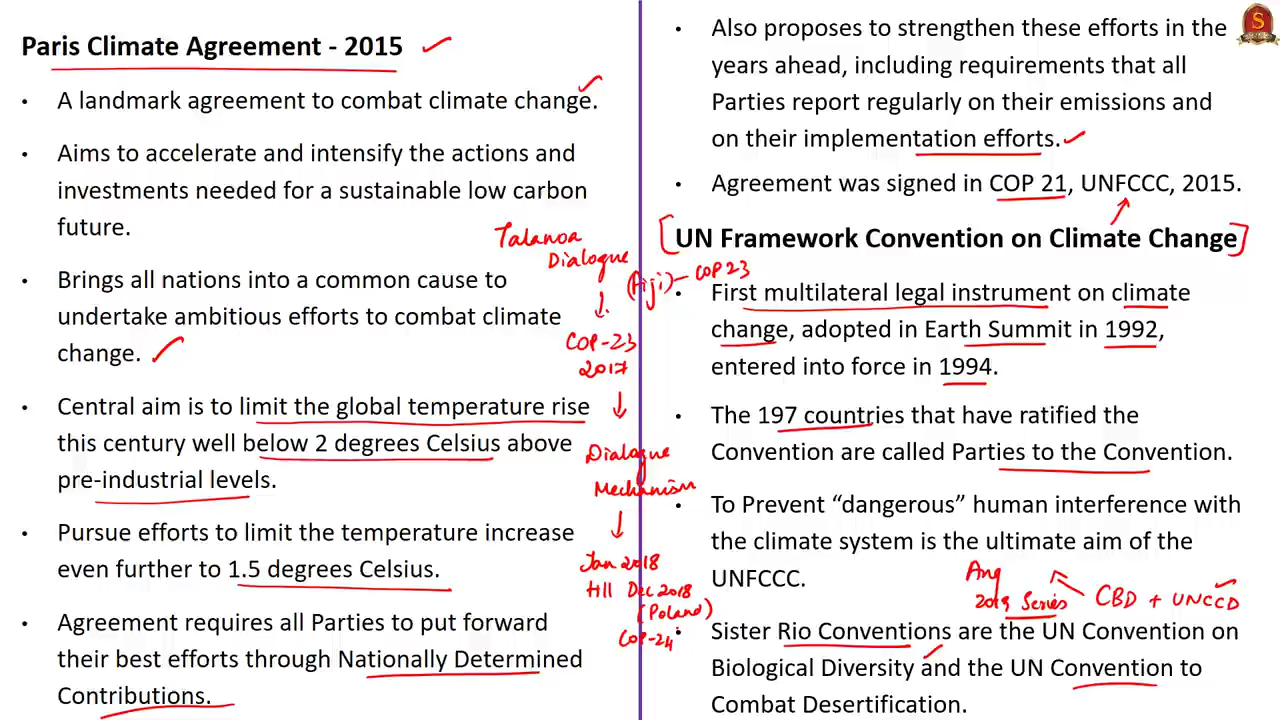 Paris Climate Agreement - 2015
• A landmark agreement to combat climate change.
• Aims to accelerate and intensify the actions and
investments needed for a sustainable low carbon
future.
• Brings all nations into a common cause to
undertake ambitious efforts to combat climate
change.
• Central aim is to limit the global temperature rise
this century well below 2 degrees Celsius above
pre-industrial levels.
• Pursue efforts to limit the temperature increase
even further to 1.5 degrees Celsius.
• Agreement requires all Parties to put forward
their best efforts through Nationally Determined
Contributions.
Talanoa
Dialogue
(Fiji) - COP 23
COP-23
2017
Dialogue
Mechanism
Jan 2018
till Dec 2018
(Poland)
COP-24
• Also proposes to strengthen these efforts in the
years ahead, including requirements that all
Parties report regularly on their emissions and
on their implementation efforts.
• Agreement was signed in COP 21, UNFCCC, 2015.
[UN Framework Convention on Climate Change]
• First multilateral legal instrument on climate
change, adopted in Earth Summit in 1992,
entered into force in 1994.
• The 197 countries that have ratified the
Convention are called Parties to the Convention.
• To Prevent “dangerous” human interference with
the climate system is the ultimate aim of the
UNFCCC.
Aug
2019 Series
CBD + UNCCD
• Sister Rio Conventions are the UN Convention on
Biological Diversity and the UN Convention to
Combat Desertification.
S